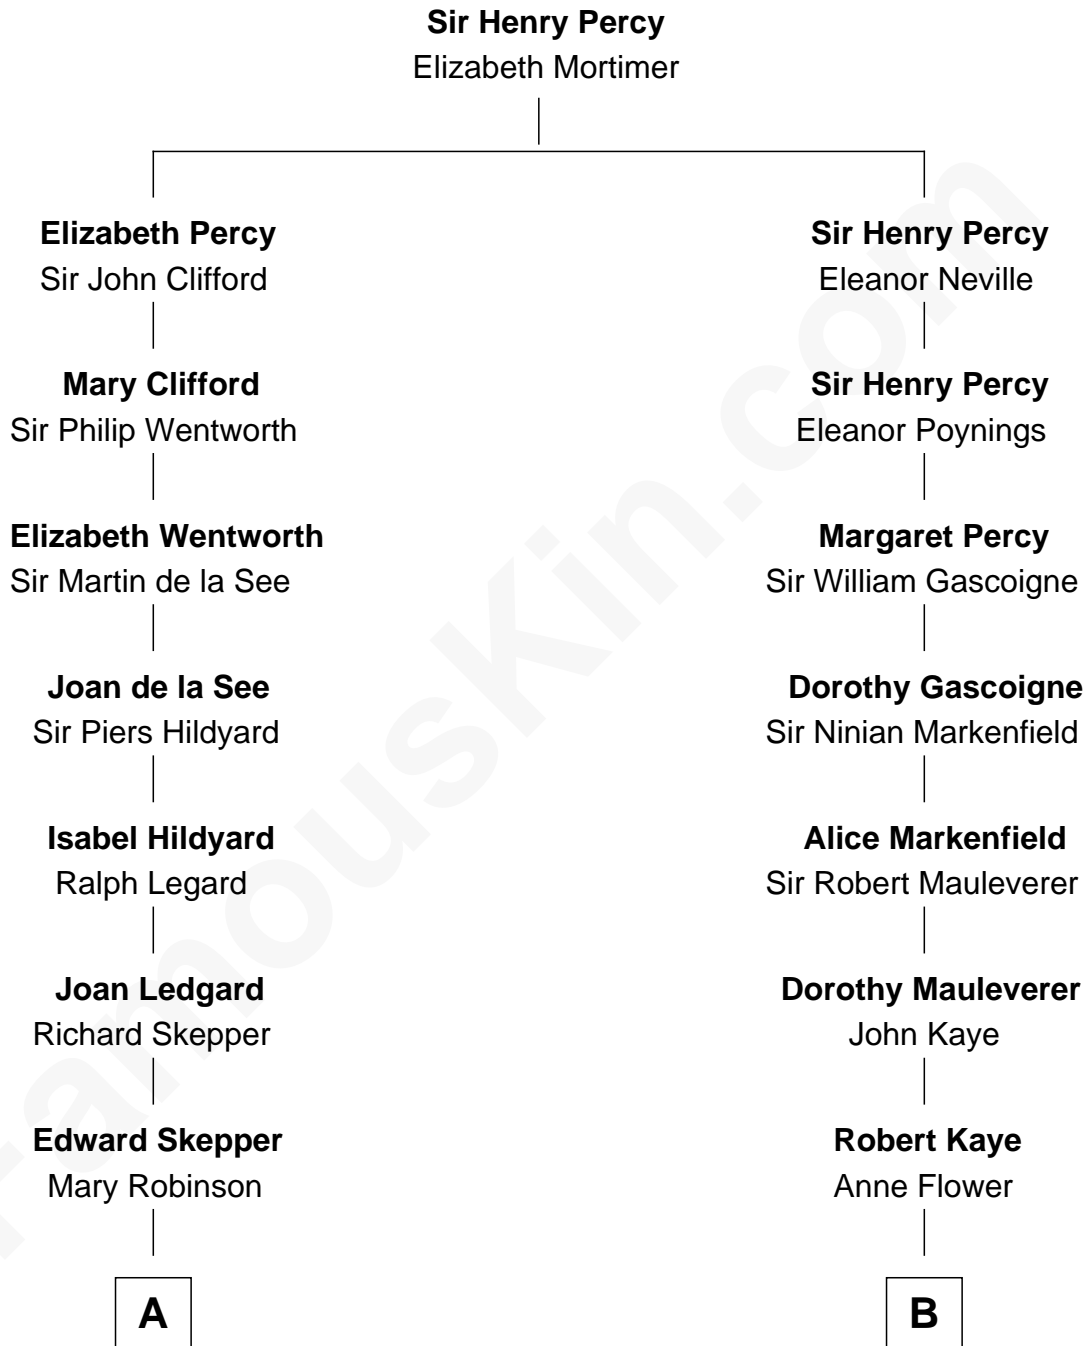 Sir Henry Percy
Elizabeth Mortimer
Elizabeth Percy
Sir John Clifford
Sir Henry Percy
Eleanor Neville
Mary Clifford
Sir Philip Wentworth
Sir Henry Percy
Eleanor Poynings
Elizabeth Wentworth
Sir Martin de la See
Margaret Percy
Sir William Gascoigne
Joan de la See
Sir Piers Hildyard
Dorothy Gascoigne
Sir Ninian Markenfield
Isabel Hildyard
Ralph Legard
Alice Markenfield
Sir Robert Mauleverer
Joan Ledgard
Richard Skepper
Dorothy Mauleverer
John Kaye
Edward Skepper
Mary Robinson
Robert Kaye
Anne Flower
A
B
FamousKin.com